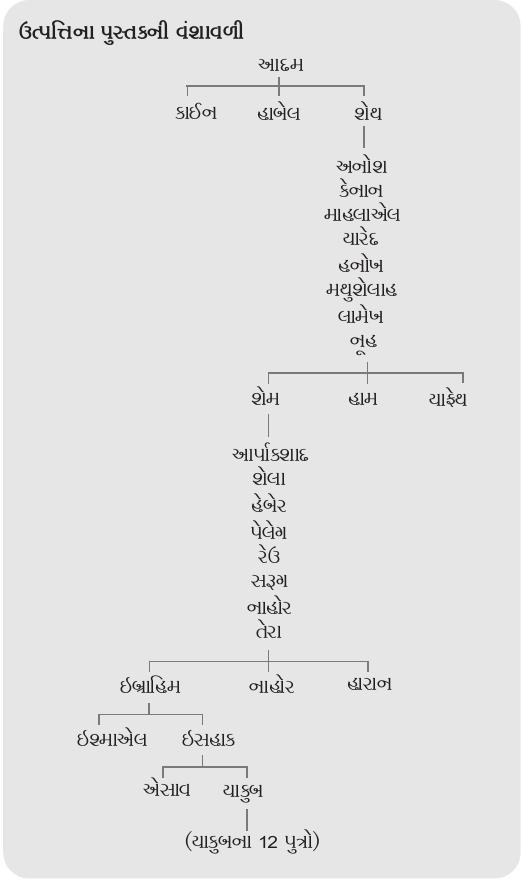 ઉત્પત્તિના પુસ્તકની વંશાવળી
આદમ
કાઈન હાબેલ શેથ
અનોશ
કેનાન
માહલાએલ
યારેદ
હનોખ
મથુશેલાહ
લામેખ
નૂહ
શેમ હામ યાફેથ
આર્પાકશાદ
શેલા
હેબેર
પેલેગ
રેઉ
સરૂગ
નાહોર
તેરા
ઇબ્રાહિમ નાહોર હારાન
ઇશ્માએલ ઇસહાક
એસાવ યાકુબ
(યાકુબના 12 પુત્રો)